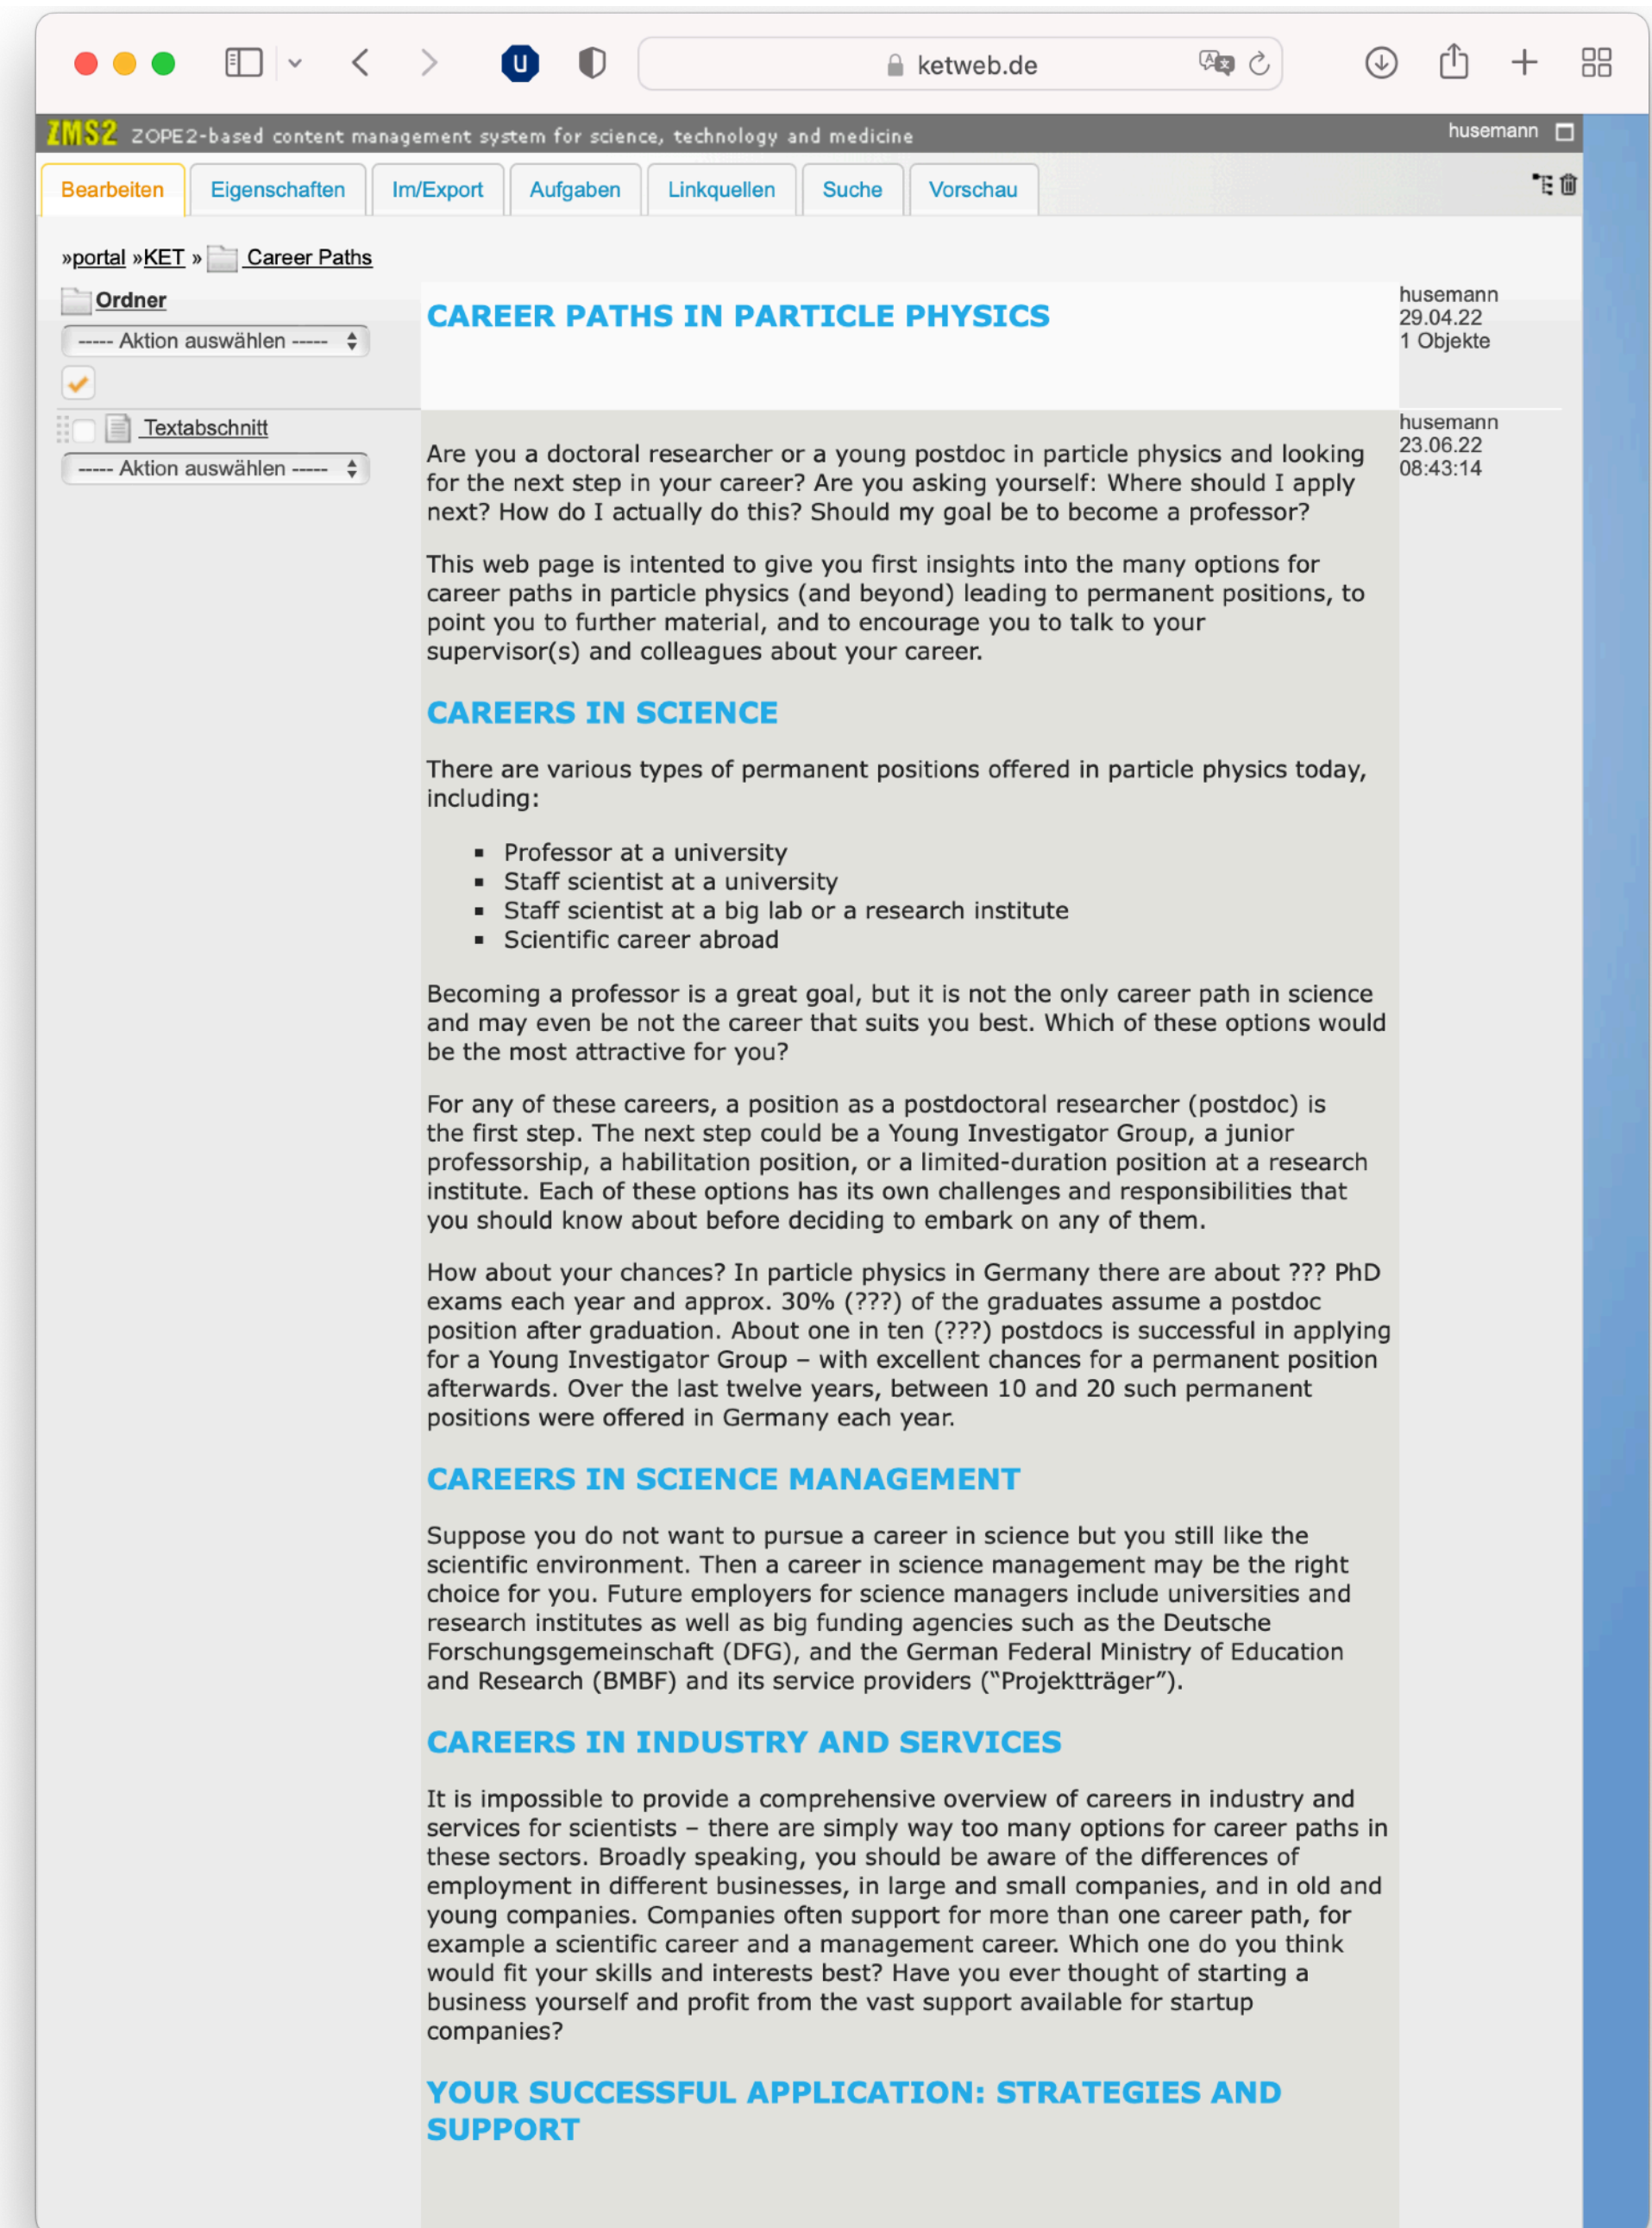 U
ketweb.de
ZMS2 ZOPE2-based content management system for science, technology and medicine
husemann
Bearbeiten Eigenschaften Im/Export Aufgaben Linkquellen Suche Vorschau
»portal »KET » Career Paths
Ordner
----- Aktion auswählen -----
CAREER PATHS IN PARTICLE PHYSICS
husemann
29.04.22
1 Objekte
Textabschnitt
----- Aktion auswählen -----
husemann
23.06.22
08:43:14
Are you a doctoral researcher or a young postdoc in particle physics and looking
for the next step in your career? Are you asking yourself: Where should I apply
next? How do I actually do this? Should my goal be to become a professor?
This web page is intented to give you first insights into the many options for
career paths in particle physics (and beyond) leading to permanent positions, to
point you to further material, and to encourage you to talk to your
supervisor(s) and colleagues about your career.
CAREERS IN SCIENCE
There are various types of permanent positions offered in particle physics today,
including:
▪ Professor at a university
▪ Staff scientist at a university
▪ Staff scientist at a big lab or a research institute
▪ Scientific career abroad
Becoming a professor is a great goal, but it is not the only career path in science
and may even be not the career that suits you best. Which of these options would
be the most attractive for you?
For any of these careers, a position as a postdoctoral researcher (postdoc) is
the first step. The next step could be a Young Investigator Group, a junior
professorship, a habilitation position, or a limited-duration position at a research
institute. Each of these options has its own challenges and responsibilities that
you should know about before deciding to embark on any of them.
How about your chances? In particle physics in Germany there are about ??? PhD
exams each year and approx. 30% (???) of the graduates assume a postdoc
position after graduation. About one in ten (???) postdocs is successful in applying
for a Young Investigator Group – with excellent chances for a permanent position
afterwards. Over the last twelve years, between 10 and 20 such permanent
positions were offered in Germany each year.
CAREERS IN SCIENCE MANAGEMENT
Suppose you do not want to pursue a career in science but you still like the
scientific environment. Then a career in science management may be the right
choice for you. Future employers for science managers include universities and
research institutes as well as big funding agencies such as the Deutsche
Forschungsgemeinschaft (DFG), and the German Federal Ministry of Education
and Research (BMBF) and its service providers (“Projektträger”).
CAREERS IN INDUSTRY AND SERVICES
It is impossible to provide a comprehensive overview of careers in industry and
services for scientists – there are simply way too many options for career paths in
these sectors. Broadly speaking, you should be aware of the differences of
employment in different businesses, in large and small companies, and in old and
young companies. Companies often support for more than one career path, for
example a scientific career and a management career. Which one do you think
would fit your skills and interests best? Have you ever thought of starting a
business yourself and profit from the vast support available for startup
companies?
YOUR SUCCESSFUL APPLICATION: STRATEGIES AND
SUPPORT